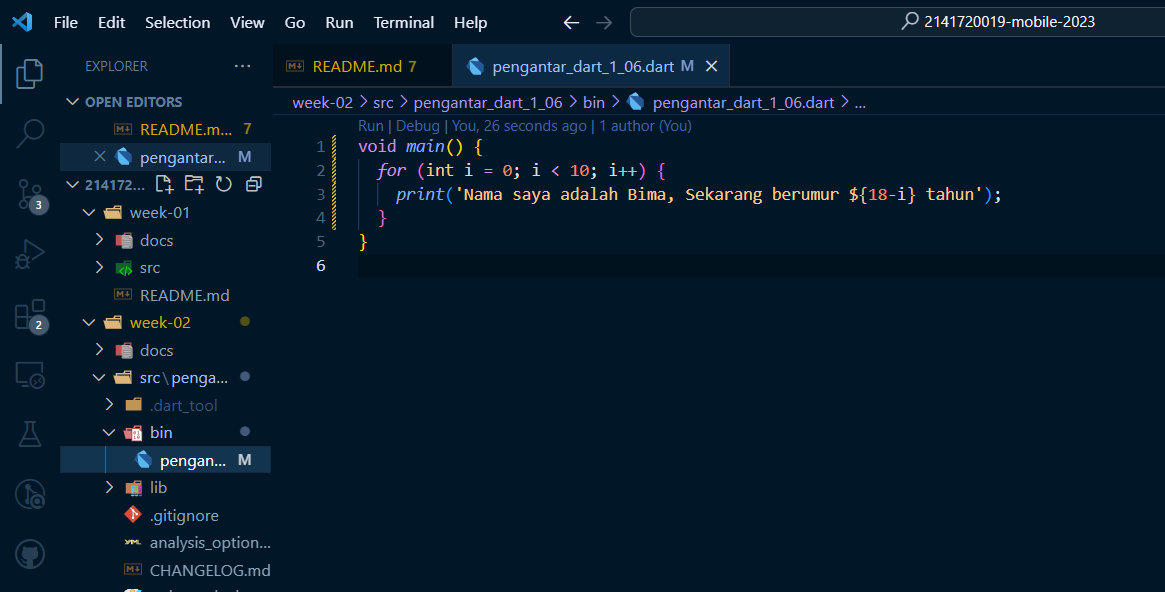 File Edit Selection View Go Run Terminal Help 2141720019-mobile-2023
EXPLORER ...
README.md 7
pengantar_dart_1_06.dart M
OPEN EDITORS
README.m... 7
pengantar... M
214172...
week-01
docs
src
README.md
week-02
docs
src\penga...
.dart_tool
bin
pengan... M
lib
.gitignore
analysis_option...
CHANGELOG.md
3
2
week-02 > src > pengantar_dart_1_06 > bin > pengantar_dart_1_06.dart > ...
Run | Debug | You, 26 seconds ago | 1 author (You)
1 void main() {
2 for (int i = 0; i < 10; i++) {
3 print('Nama saya adalah Bima, Sekarang berumur ${18-i} tahun');
4 }
5 }
6